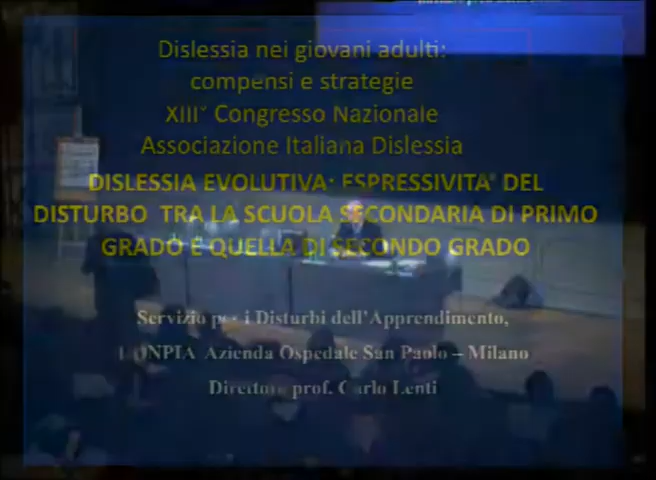 Dislessia nei giovani adulti:
compensi e strategie
XIII° Congresso Nazionale
Associazione Italiana Dislessia
DISLESSIA EVOLUTIVA: ESPRESSIVITA' DEL
DISTURBO TRA LA SCUOLA SECONDARIA DI PRIMO
GRADO E QUELLA DI SECONDO GRADO
Servizio per i Disturbi dell'Apprendimento,
UONPIA Azienda Ospedale San Paolo – Milano
Direttore prof. Carlo Lenti